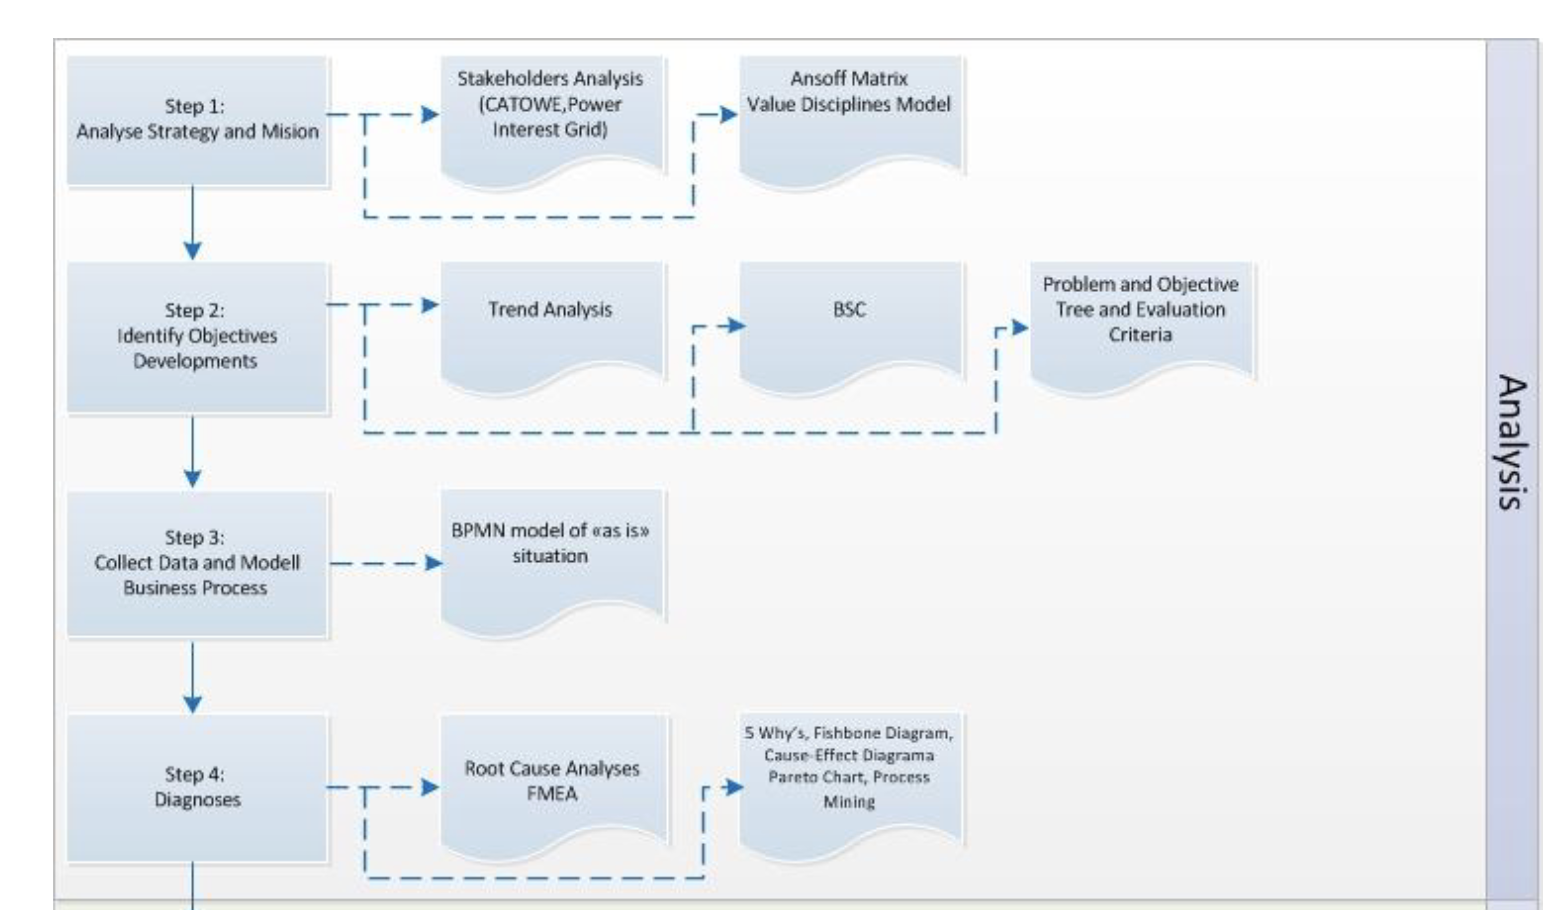 Step 1:
Analyse Strategy and Mision
Stakeholders Analysis
(CATOWE,Power
Interest Grid)
Ansoff Matrix
Value Disciplines Model
Step 2:
Identify Objectives
Developments
Trend Analysis
BSC
Problem and Objective
Tree and Evaluation
Criteria
Step 3:
Collect Data and Modell
Business Process
BPMN model of «as is»
situation
Step 4:
Diagnoses
Root Cause Analyses
FMEA
5 Why's, Fishbone Diagram,
Cause-Effect Diagrama
Pareto Chart, Process
Mining
Analysis